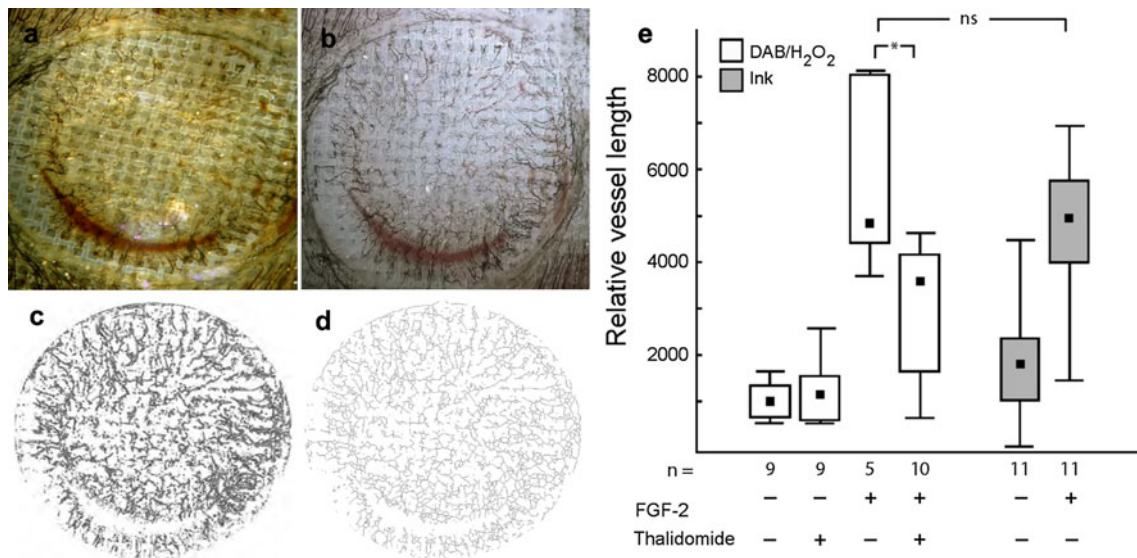 a
b
c
d
e
ns
*
DAB/H₂O₂
Ink
Relative vessel length
8000
6000
4000
2000
n = 9 9 5 10 11 11
FGF-2 – – + + – +
Thalidomide – + – + – –